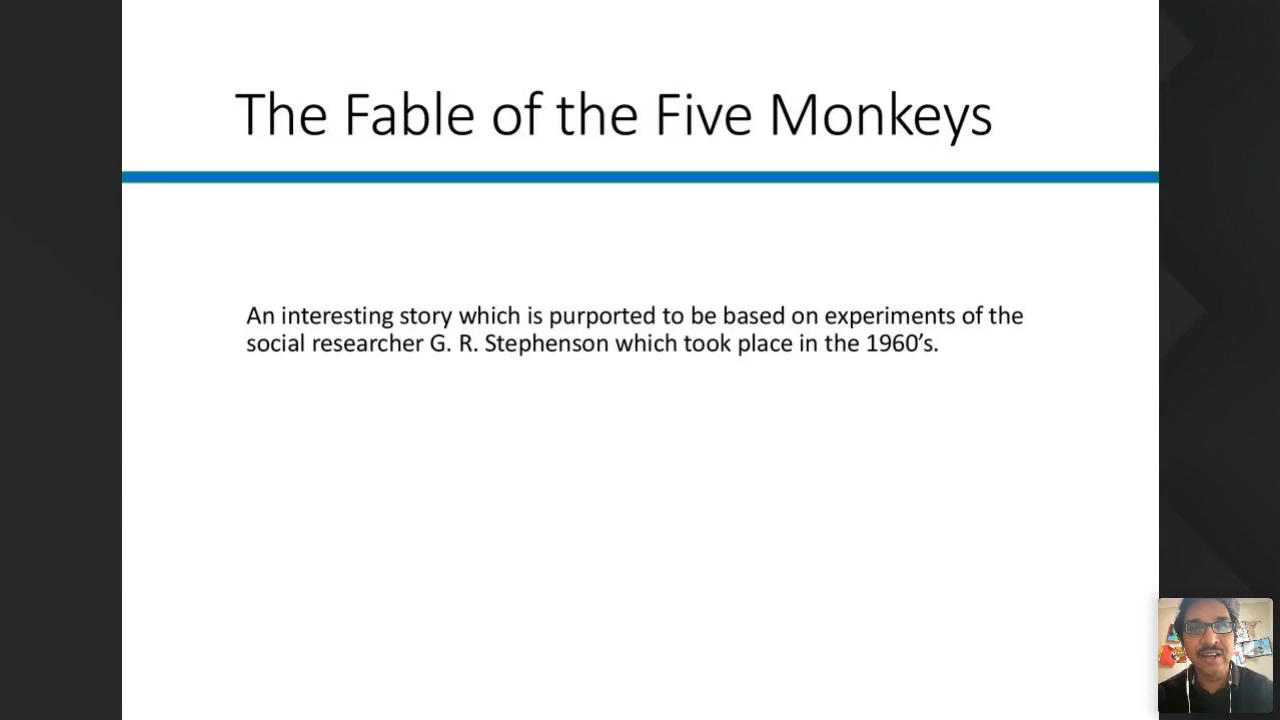 The Fable of the Five Monkeys
An interesting story which is purported to be based on experiments of the
social researcher G. R. Stephenson which took place in the 1960’s.